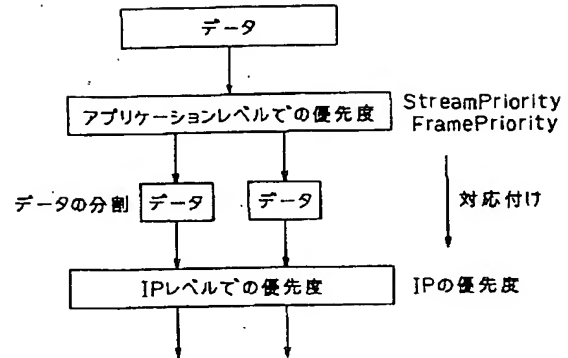 データ
アプリケーションレベルでの優先度
StreamPriority
FramePriority
データの分割
データ
データ
対応付け
IPレベルでの優先度
IPの優先度